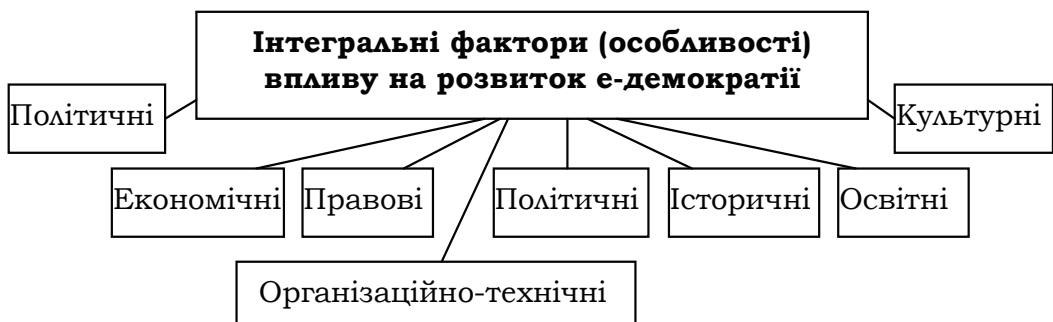 Інтегральні фактори (особливості)
впливу на розвиток е-демократії
Політичні
Культурні
Економічні
Правові
Політичні
Історичні
Освітні
Організаційно-технічні